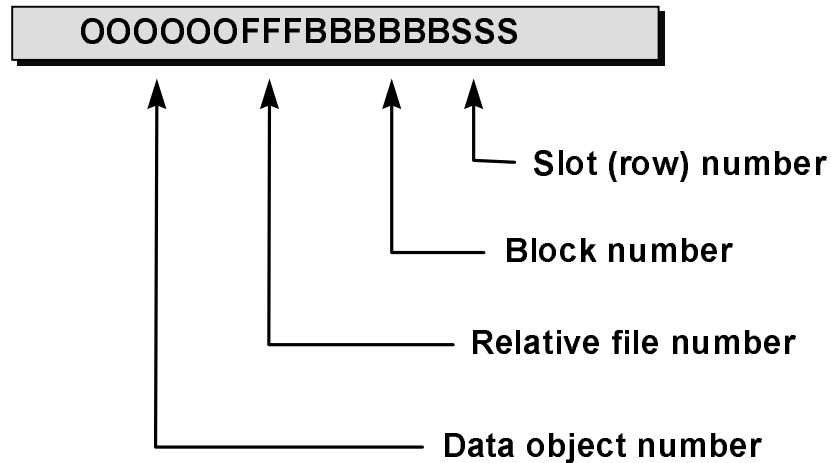 OOOOOOFFFBBBBBBSSS
Slot (row) number
Block number
Relative file number
Data object number